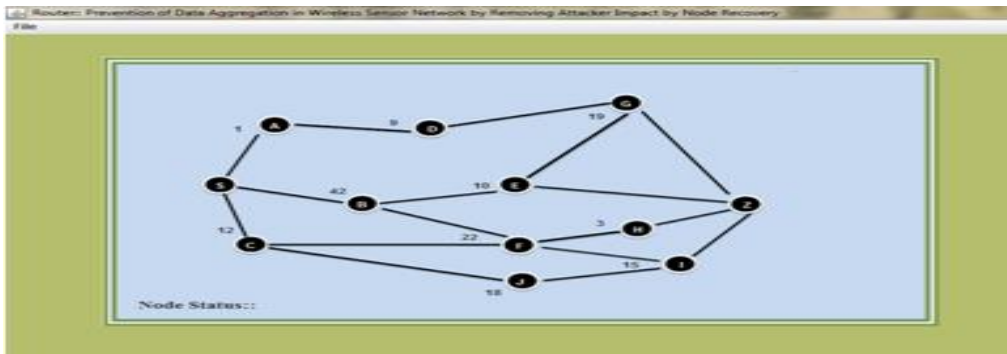 Router:: Prevention of Data Aggregation in Wireless Sensor Network by Removing Attacker Impact by Node Recovery
File
G
19
1
A
9
D
S
42
B
10
E
Z
12
C
22
F
3
H
15
I
J
18
Node Status::